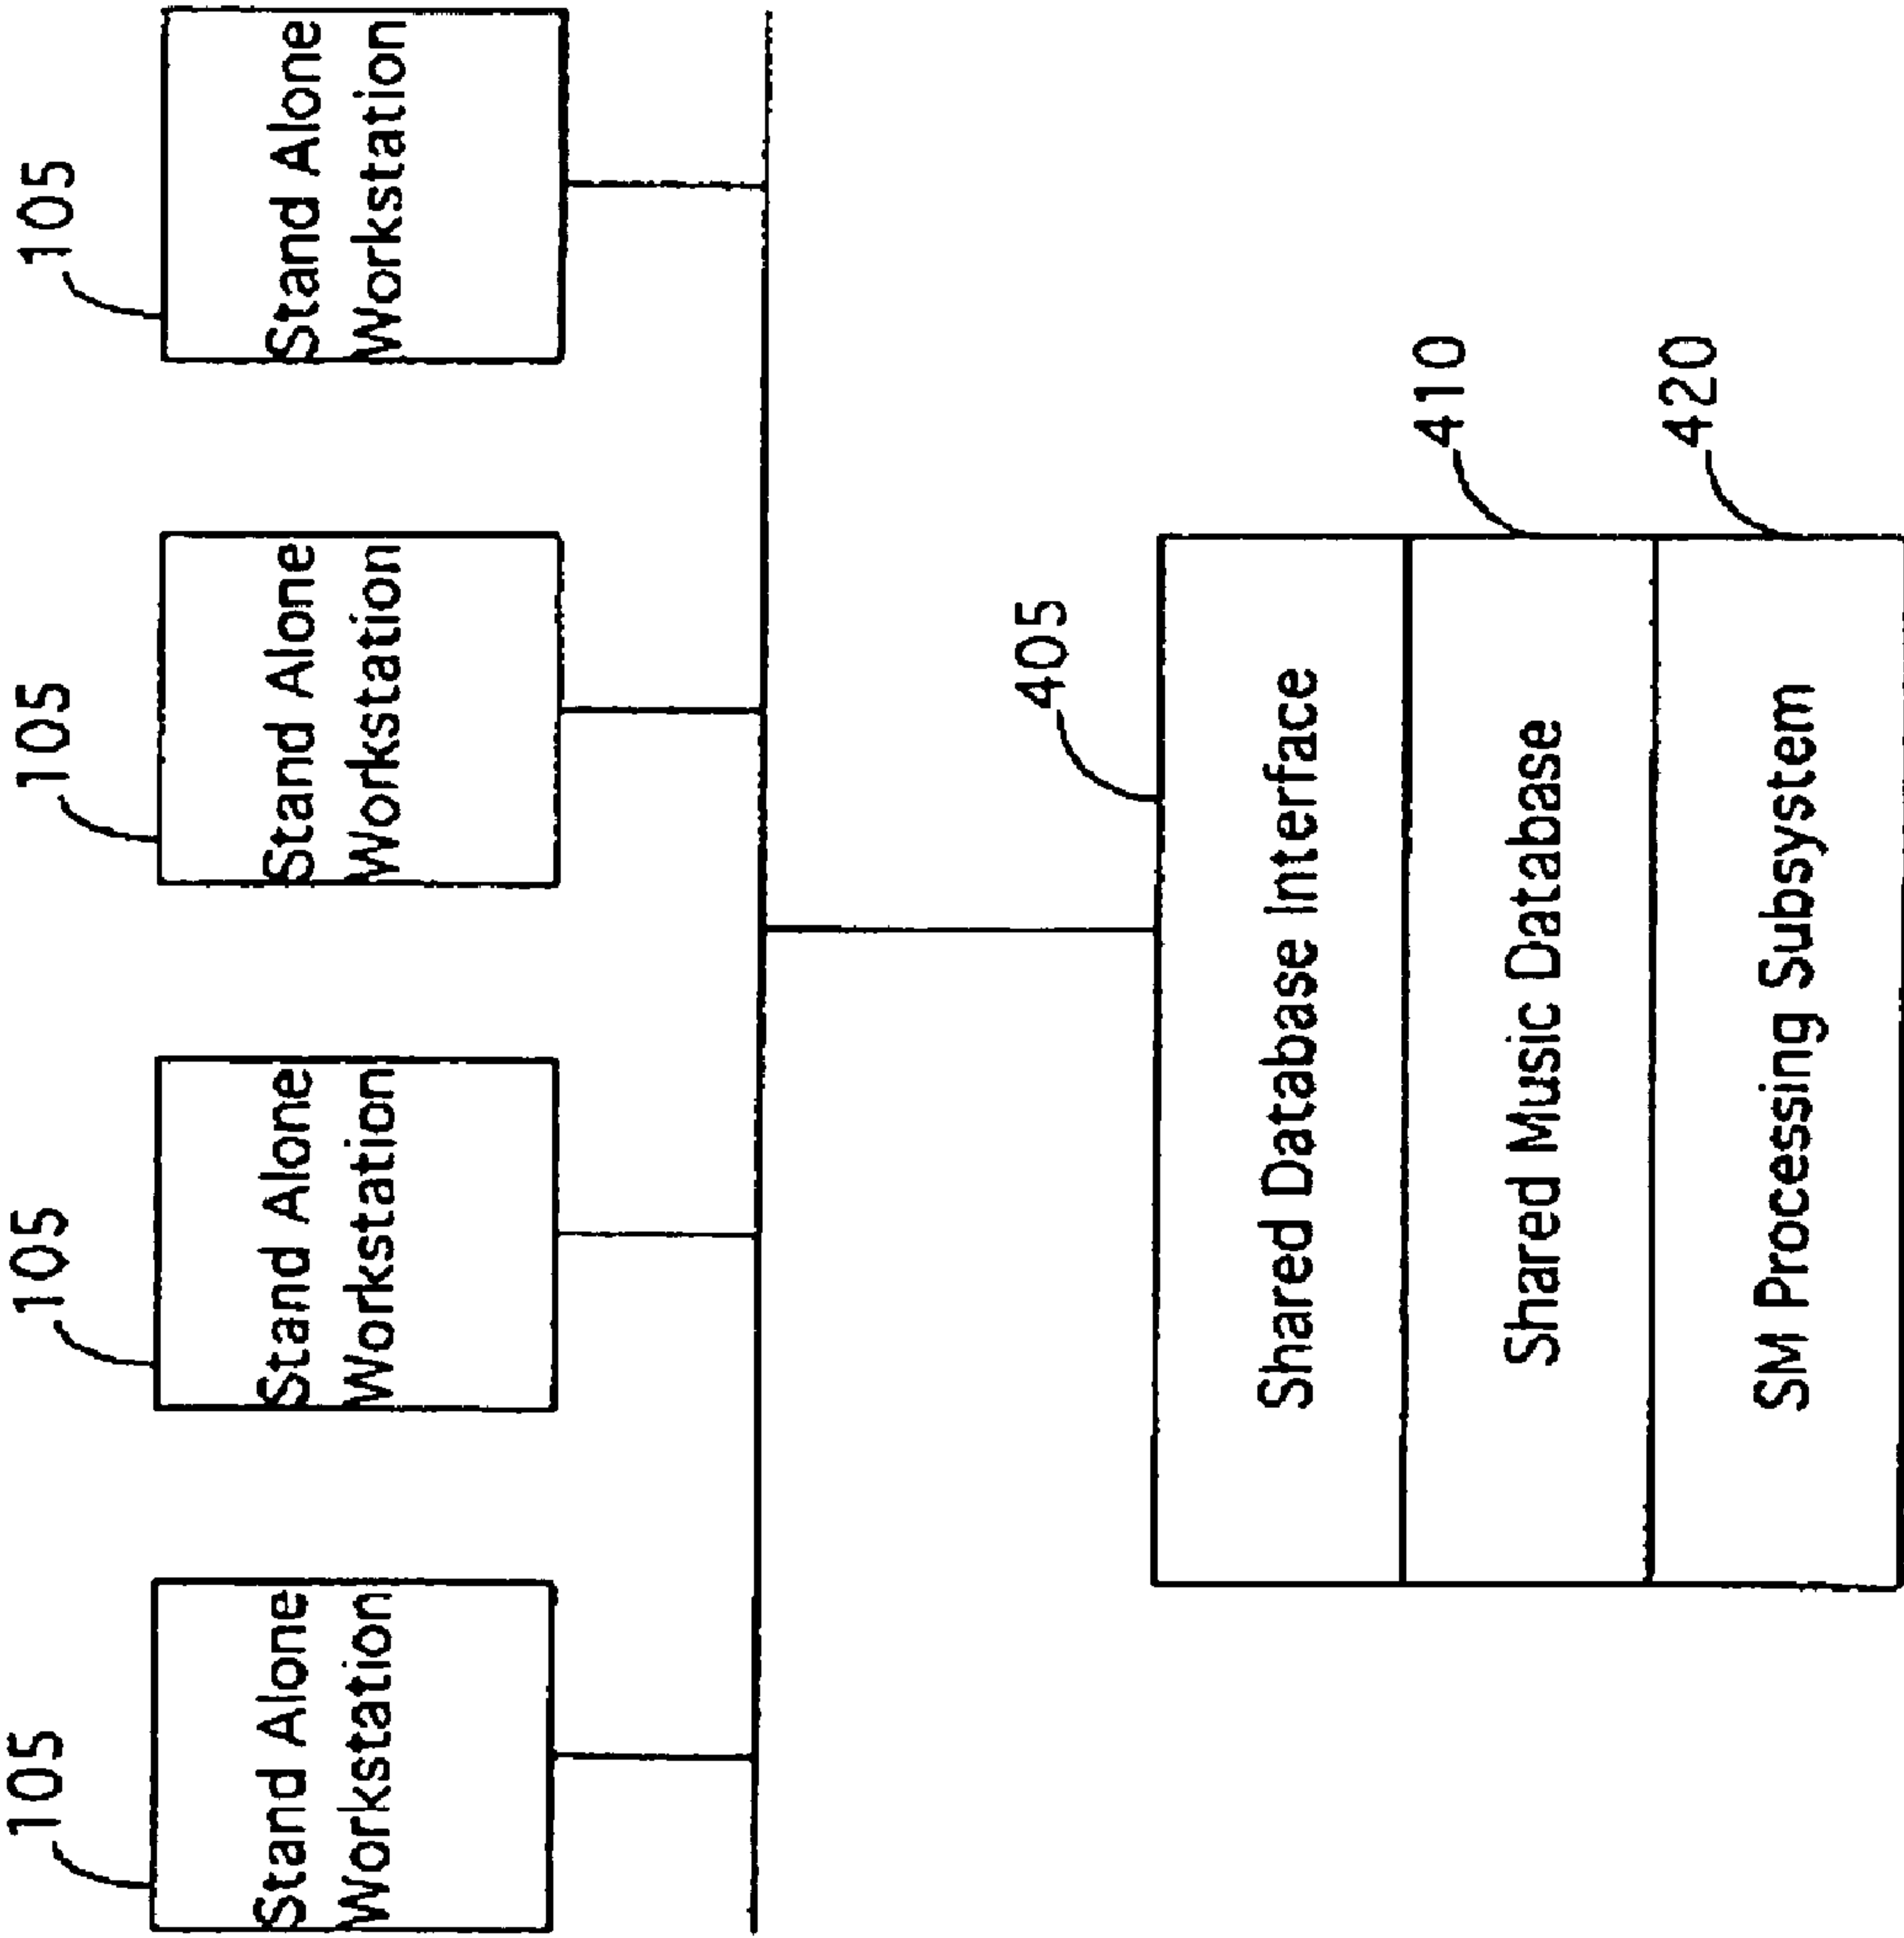 105
Stand Alone
Workstation
105
Stand Alone
Workstation
105
Stand Alone
Workstation
105
Stand Alone
Workstation
405
Shared Database Interface
410
Shared Music Database
420
SM Processing Subsystem